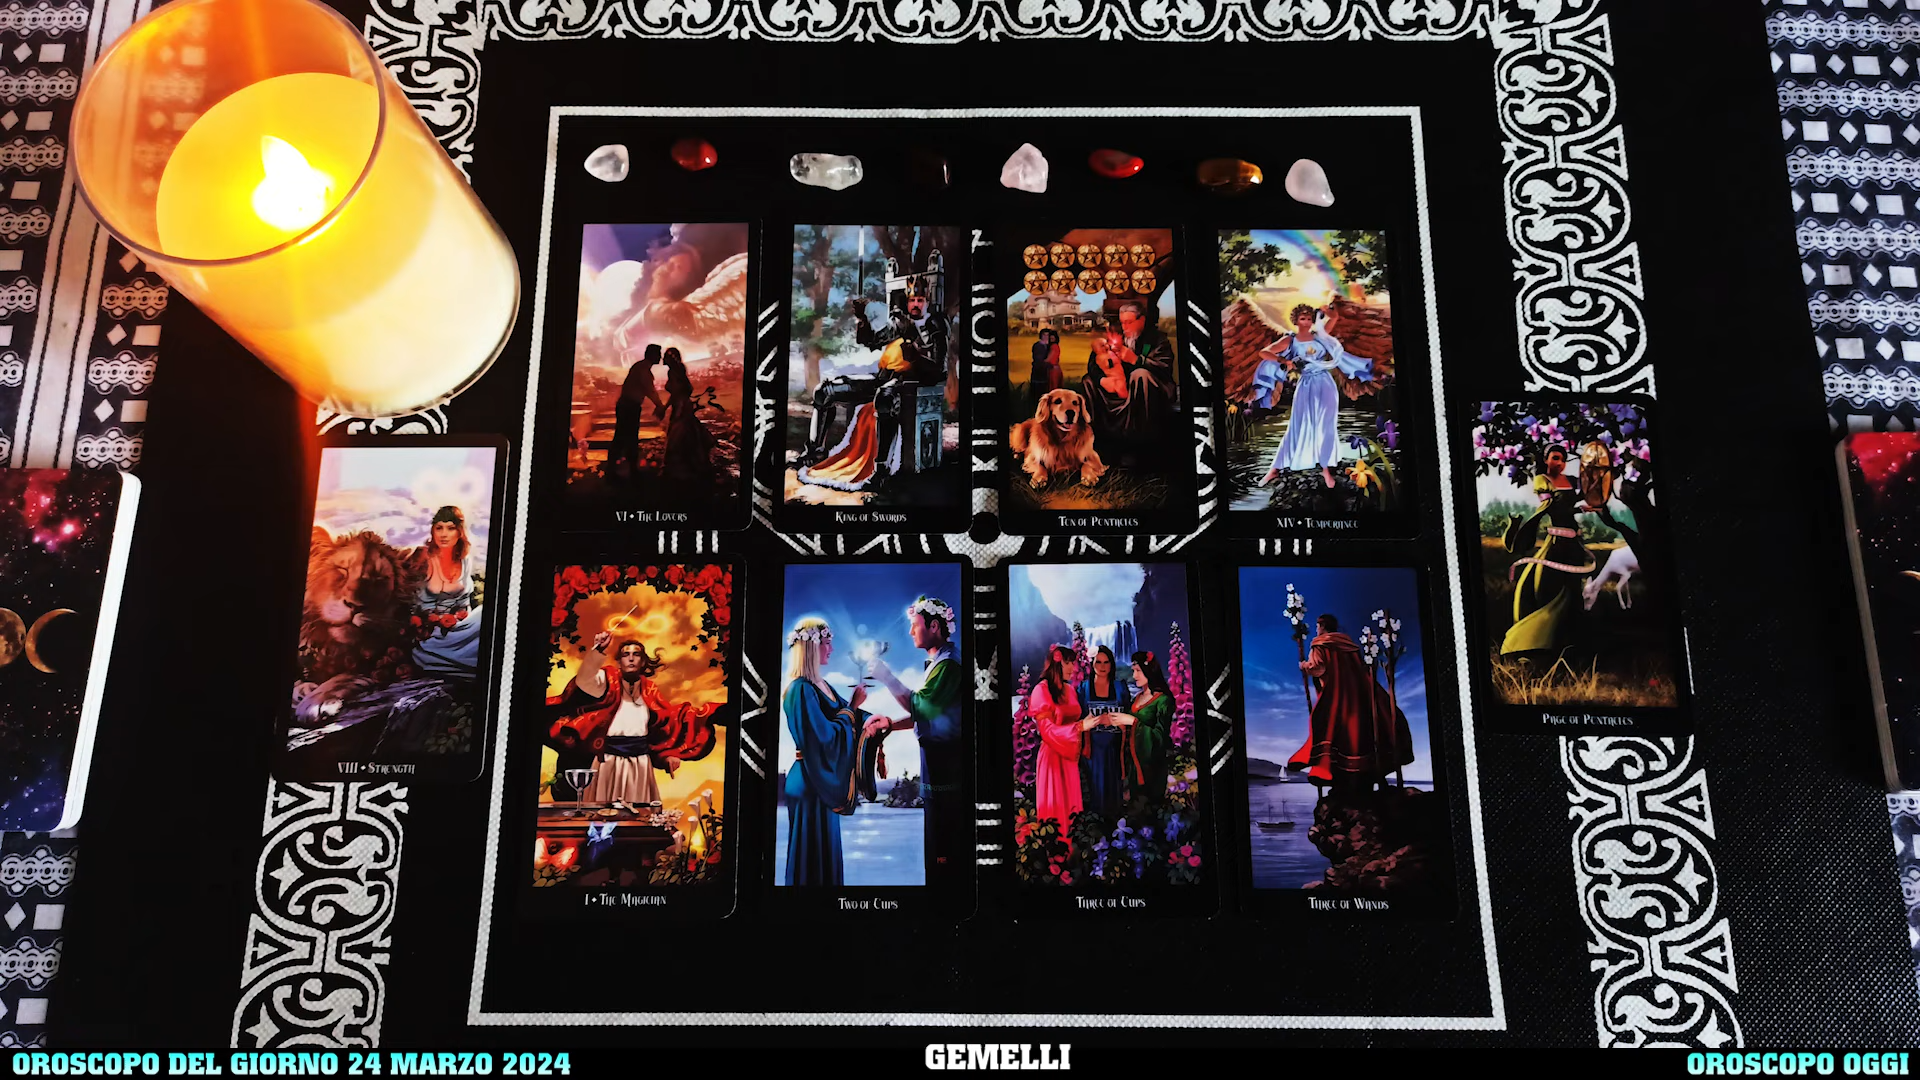 VI • The Lovers
King of Swords
Ten of Pentacles
XIV • Temperance
Page of Pentacles
VIII • Strength
I • The Magician
Two of Cups
Three of Cups
Three of Wands
OROSCOPO DEL GIORNO 24 MARZO 2024
GEMELLI
OROSCOPO OGGI